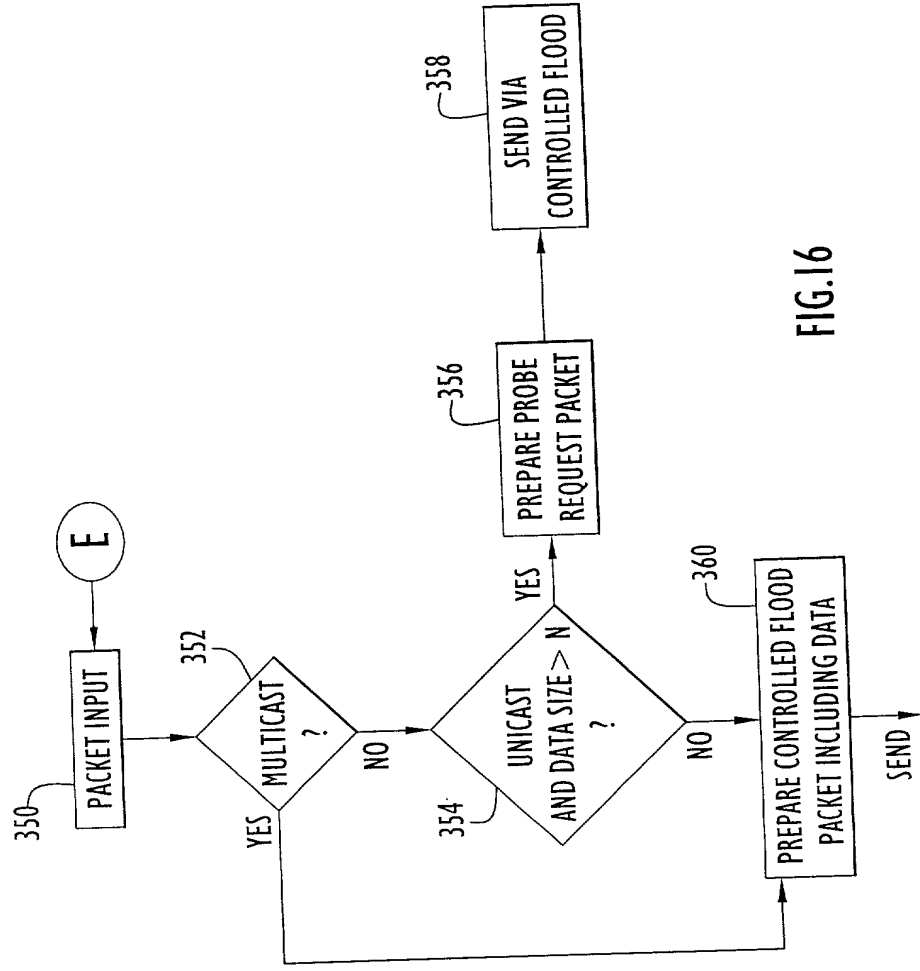 E
350
PACKET INPUT
352
MULTICAST
?
YES
NO
354
UNICAST
AND DATA SIZE > N
?
YES
NO
356
PREPARE PROBE
REQUEST PACKET
358
SEND VIA
CONTROLLED FLOOD
360
PREPARE CONTROLLED FLOOD
PACKET INCLUDING DATA
SEND
FIG.16